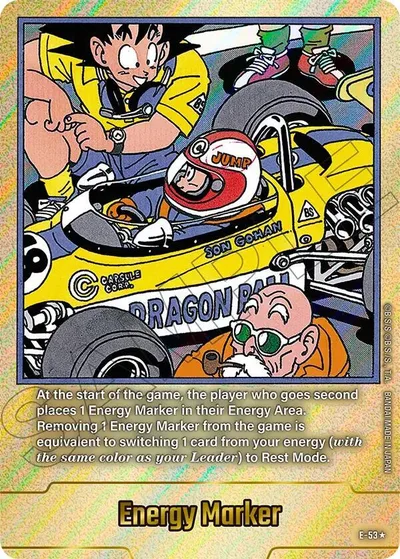 JUMP
SON GOHAN
8
CAPSULE
CORP.
DRAGON BALL
At the start of the game, the player who goes second
places 1 Energy Marker in their Energy Area.
Removing 1 Energy Marker from the game is
equivalent to switching 1 card from your energy (with
the same color as your Leader) to Rest Mode.
SAMPLE
Energy Marker
E-53★
BANDAI MADE IN JAPAN